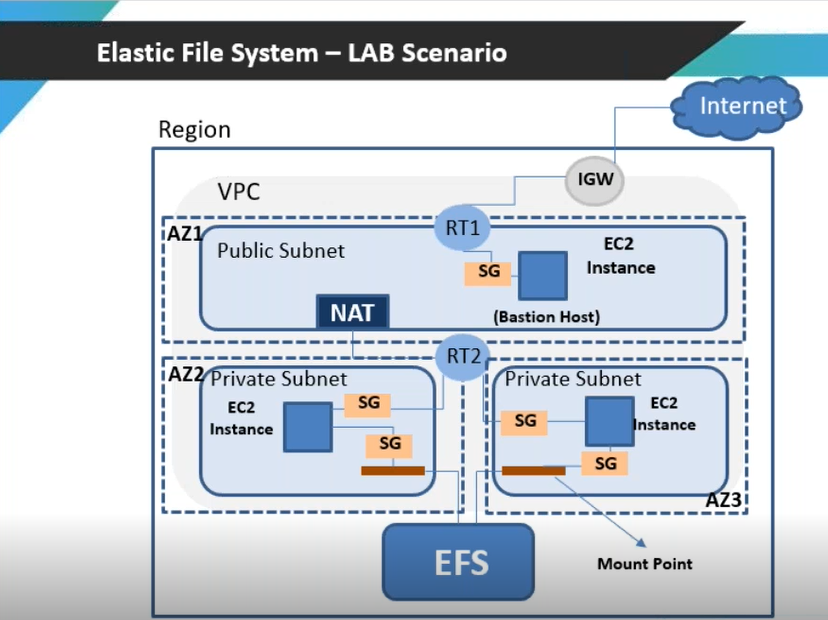 Elastic File System – LAB Scenario
Internet
Region
IGW
VPC
RT1
AZ1
Public Subnet
EC2
Instance
SG
NAT
(Bastion Host)
RT2
AZ2
Private Subnet
Private Subnet
EC2
Instance
SG
SG
SG
EC2
Instance
SG
AZ3
EFS
Mount Point